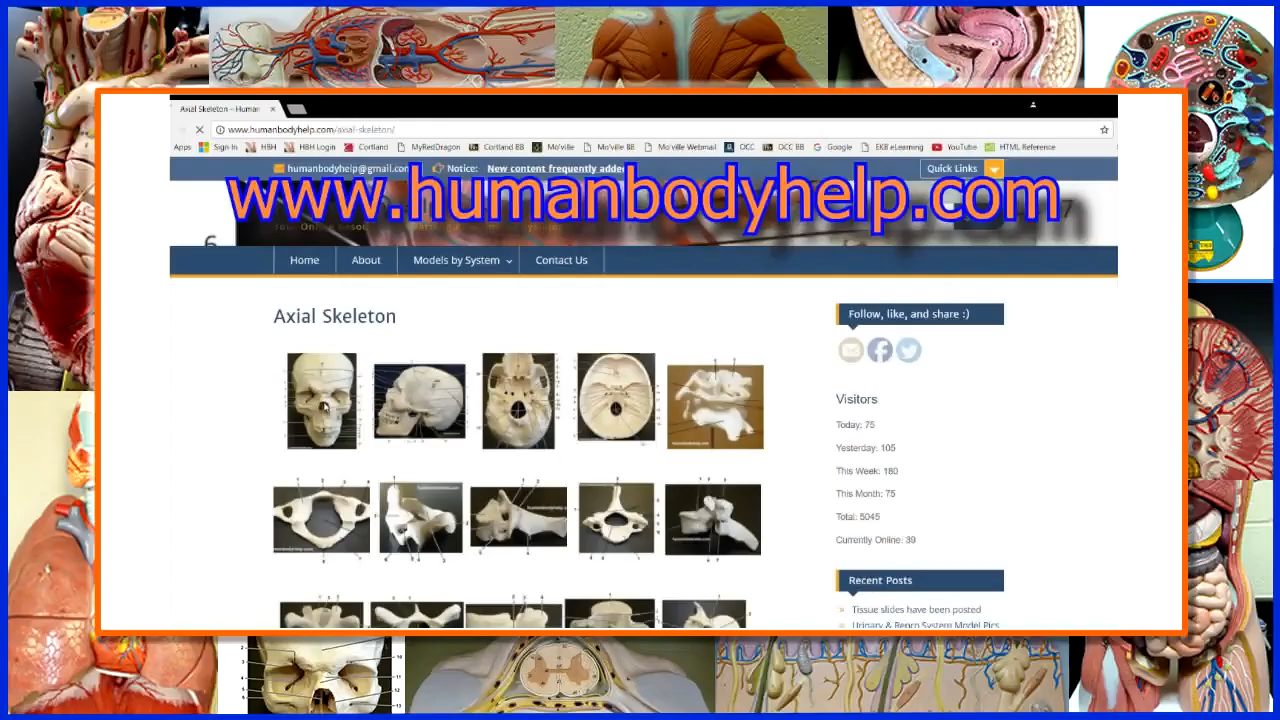 Axial Skeleton – Human
www.humanbodyhelp.com/axial-skeleton/
Apps Sign In HBH HBH Login Cortland MyRedDragon Cortland BB Mo'ville Mo'ville BB Mo'ville Webmail OCC OCC BB Google EKB eLearning YouTube HTML Reference
humanbodyhelp@gmail.com Notice: New content frequently added Quick Links
www.humanbodyhelp.com
Home About Models by System Contact Us
Axial Skeleton
Follow, like, and share :)
Visitors
Today: 75
Yesterday: 105
This Week: 180
This Month: 75
Total: 5045
Currently Online: 39
Recent Posts
Tissue slides have been posted
Urinary & Repro System Model Pics